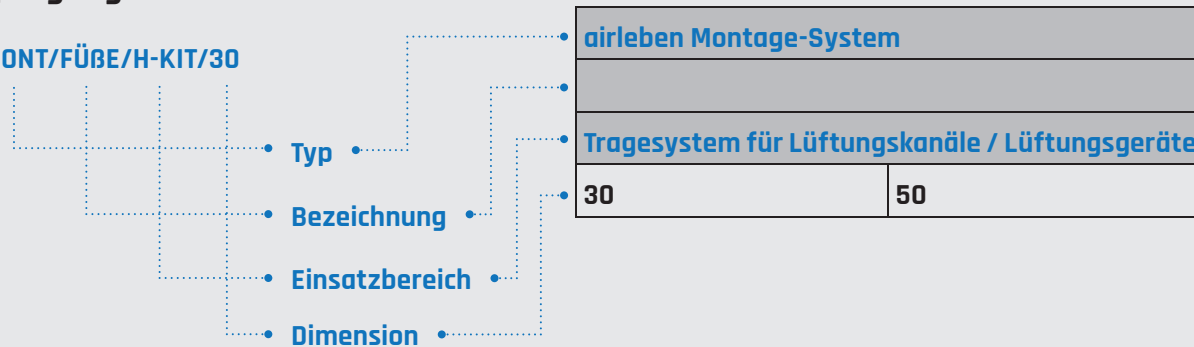 ONT/FÜßE/H-KIT/30
Typ
Bezeichnung
Einsatzbereich
Dimension
airleben Montage-System
Tragesystem für Lüftungskanäle / Lüftungsgeräte
30 50